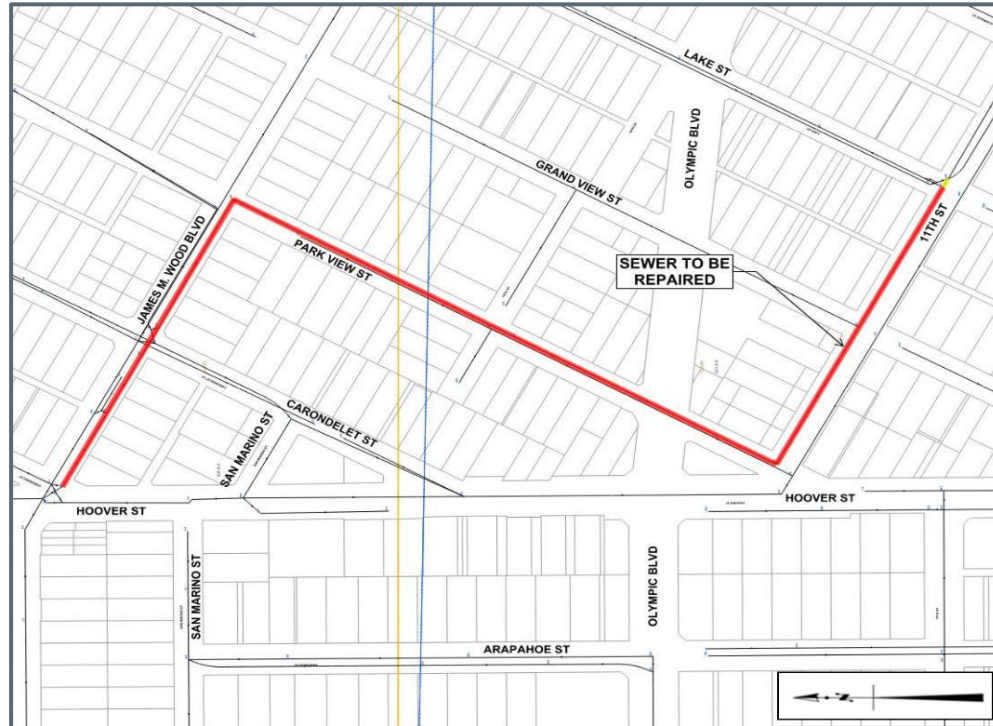 LAKE ST
OLYMPIC BLVD
GRAND VIEW ST
11TH ST
JAMES M. WOOD BLVD
PARK VIEW ST
SEWER TO BE
REPAIRED
CARONDELET ST
SAN MARINO ST
HOOVER ST
HOOVER ST
SAN MARINO ST
OLYMPIC BLVD
ARAPAHOE ST
N